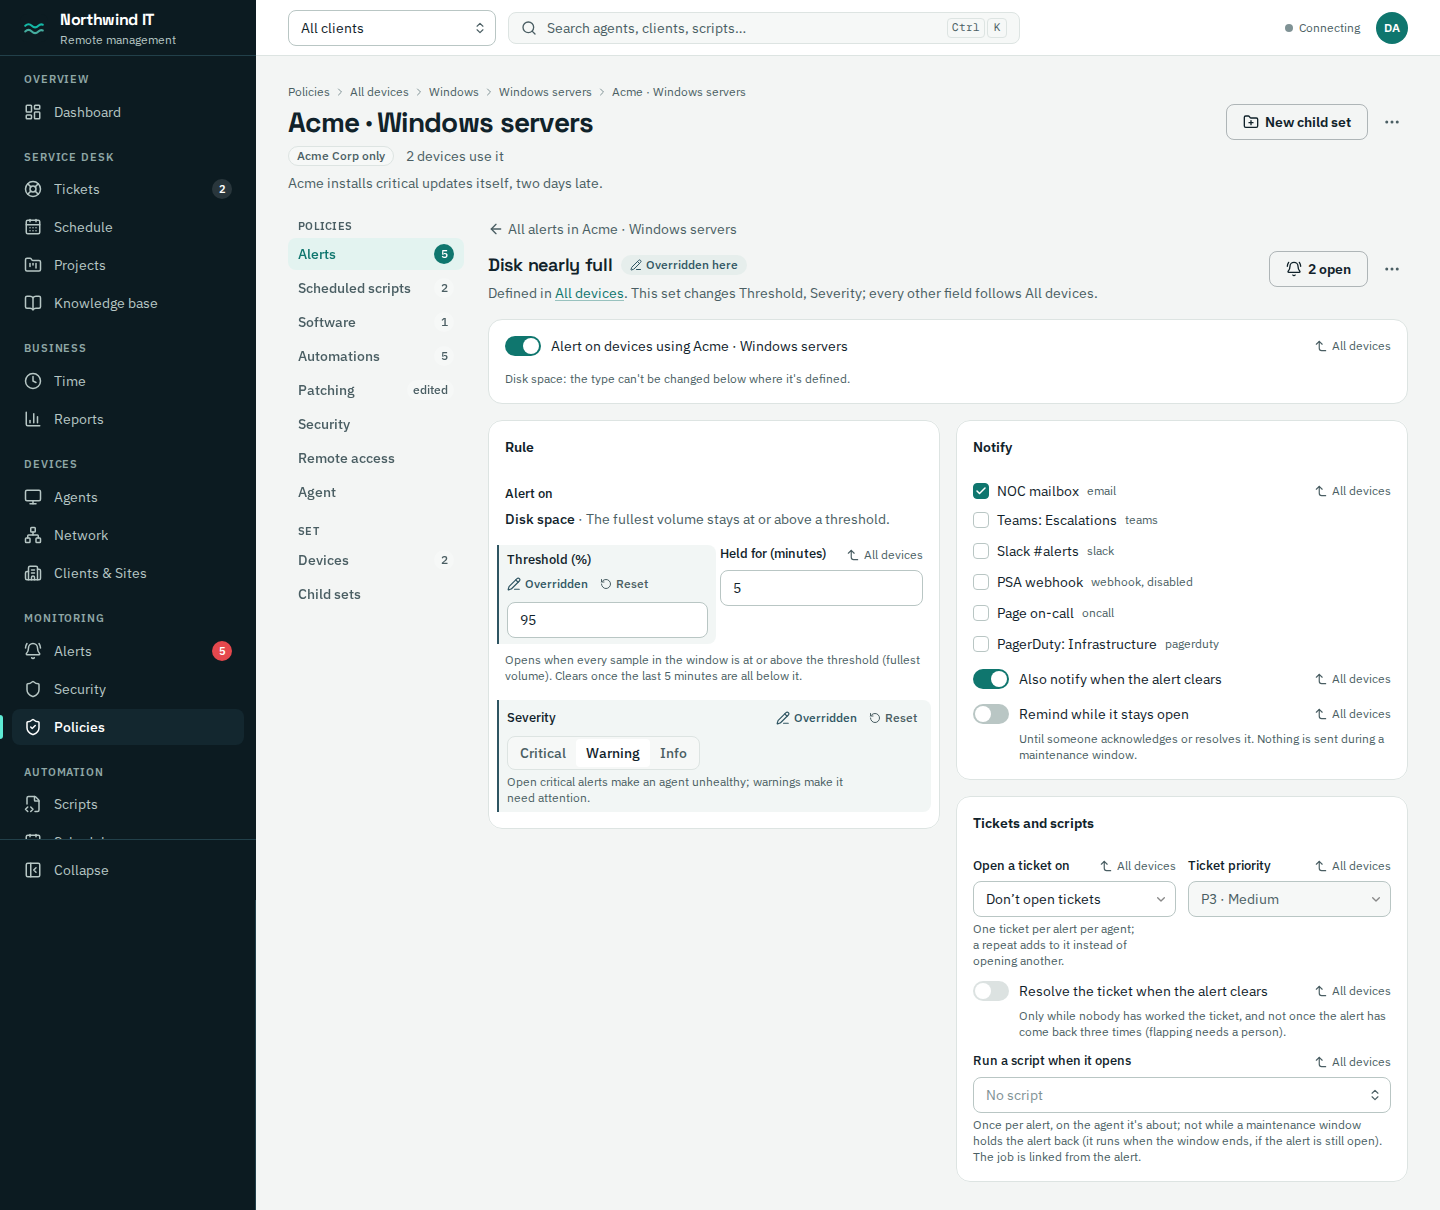 Northwind IT
Remote management
All clients
Search agents, clients, scripts...
Ctrl K
Connecting
DA
OVERVIEW
Dashboard
SERVICE DESK
Tickets 2
Schedule
Projects
Knowledge base
BUSINESS
Time
Reports
DEVICES
Agents
Network
Clients & Sites
MONITORING
Alerts 5
Security
Policies
AUTOMATION
Scripts
Collapse
Policies > All devices > Windows > Windows servers > Acme · Windows servers
Acme · Windows servers
New child set
Acme Corp only
2 devices use it
Acme installs critical updates itself, two days late.
POLICIES
Alerts 5
Scheduled scripts 2
Software 1
Automations 5
Patching edited
Security
Remote access
Agent
SET
Devices 2
Child sets
All alerts in Acme · Windows servers
Disk nearly full
Overridden here
2 open
Defined in All devices. This set changes Threshold, Severity; every other field follows All devices.
Alert on devices using Acme · Windows servers
All devices
Disk space: the type can't be changed below where it's defined.
Rule
Alert on
Disk space · The fullest volume stays at or above a threshold.
Threshold (%)
Overridden Reset
95
Held for (minutes) All devices
5
Opens when every sample in the window is at or above the threshold (fullest
volume). Clears once the last 5 minutes are all below it.
Severity
Overridden Reset
Critical Warning Info
Open critical alerts make an agent unhealthy; warnings make it
need attention.
Notify
NOC mailbox email
All devices
Teams: Escalations teams
Slack #alerts slack
PSA webhook webhook, disabled
Page on-call oncall
PagerDuty: Infrastructure pagerduty
Also notify when the alert clears
All devices
Remind while it stays open
All devices
Until someone acknowledges or resolves it. Nothing is sent during a
maintenance window.
Tickets and scripts
Open a ticket on All devices
Don't open tickets
Ticket priority All devices
P3 · Medium
One ticket per alert per agent;
a repeat adds to it instead of
opening another.
Resolve the ticket when the alert clears
All devices
Only while nobody has worked the ticket, and not once the alert has
come back three times (flapping needs a person).
Run a script when it opens
All devices
No script
Once per alert, on the agent it's about; not while a maintenance window
holds the alert back (it runs when the window ends, if the alert is still open).
The job is linked from the alert.